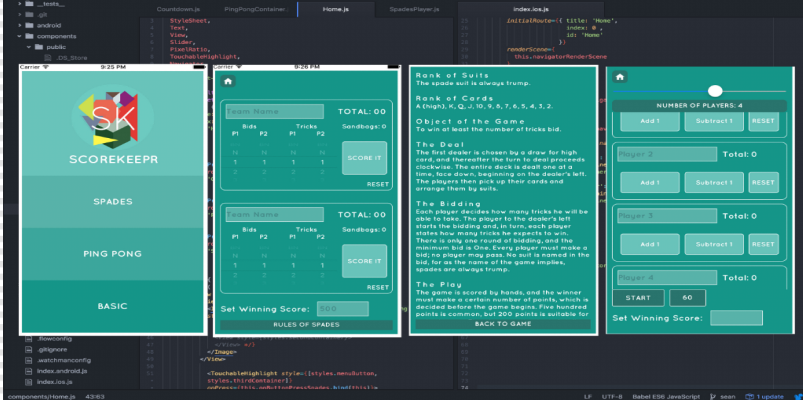 __tests__
.git
android
components
public
.DS_Store
.flowconfig
.gitignore
.watchmanconfig
index.android.js
index.ios.js
components/Home.js 43:63
Countdown.js
PingPongContainer.
Home.js
SpadesPlayer.js
index.ios.js
StyleSheet,
Text,
View,
Slider,
PixelRatio,
TouchableHighlight,
initialRoute={{ title: 'Home',
index: 0 ,
id: 'Home'
}}
renderScene={
this.navigatorRenderScene
Carrier 9:25 PM
SK
SCOREKEEPR
SPADES
PING PONG
BASIC
Carrier 9:26 PM
Team Name TOTAL: 00
Bids Tricks Sandbags: 0
P1 P2 P1 P2
N N N N
1 1 1 1
2 2 2 2
SCORE IT
RESET
Team Name TOTAL: 00
Bids Tricks Sandbags: 0
P1 P2 P1 P2
N N N N
1 1 1 1
2 2 2 2
SCORE IT
RESET
Set Winning Score: 500
RULES OF SPADES
Rank of Suits
The spade suit is always trump.
Rank of Cards
A (high), K, Q, J, 10, 9, 8, 7, 6, 5, 4, 3, 2.
Object of the Game
To win at least the number of tricks bid.
The Deal
The first dealer is chosen by a draw for high
card, and thereafter the turn to deal proceeds
clockwise. The entire deck is dealt one at a
time, face down, beginning on the dealer's left.
The players then pick up their cards and
arrange them by suits.
The Bidding
Each player decides how many tricks he will be
able to take. The player to the dealer's left
starts the bidding and, in turn, each player
states how many tricks he expects to win.
There is only one round of bidding, and the
minimum bid is One. Every player must make a
bid; no player may pass. No suit is named in the
bid, for as the name of the game implies,
spades are always trump.
The Play
The game is scored by hands, and the winner
must make a certain number of points, which is
decided before the game begins. Five hundred
points is common, but 200 points is suitable for
BACK TO GAME
NUMBER OF PLAYERS: 4
Add 1 Subtract 1 RESET
Player 2 Total: 0
Add 1 Subtract 1 RESET
Player 3 Total: 0
Add 1 Subtract 1 RESET
Player 4 Total: 0
START 60
Set Winning Score:
</View> */}
</Image>
</View>
<TouchableHighlight style={[styles.menuButton,
styles.thirdContainer]}
onPress={this.onButtonPressSpades.bind(this)}>
LF UTF-8 Babel ES6 JavaScript sean 1 update